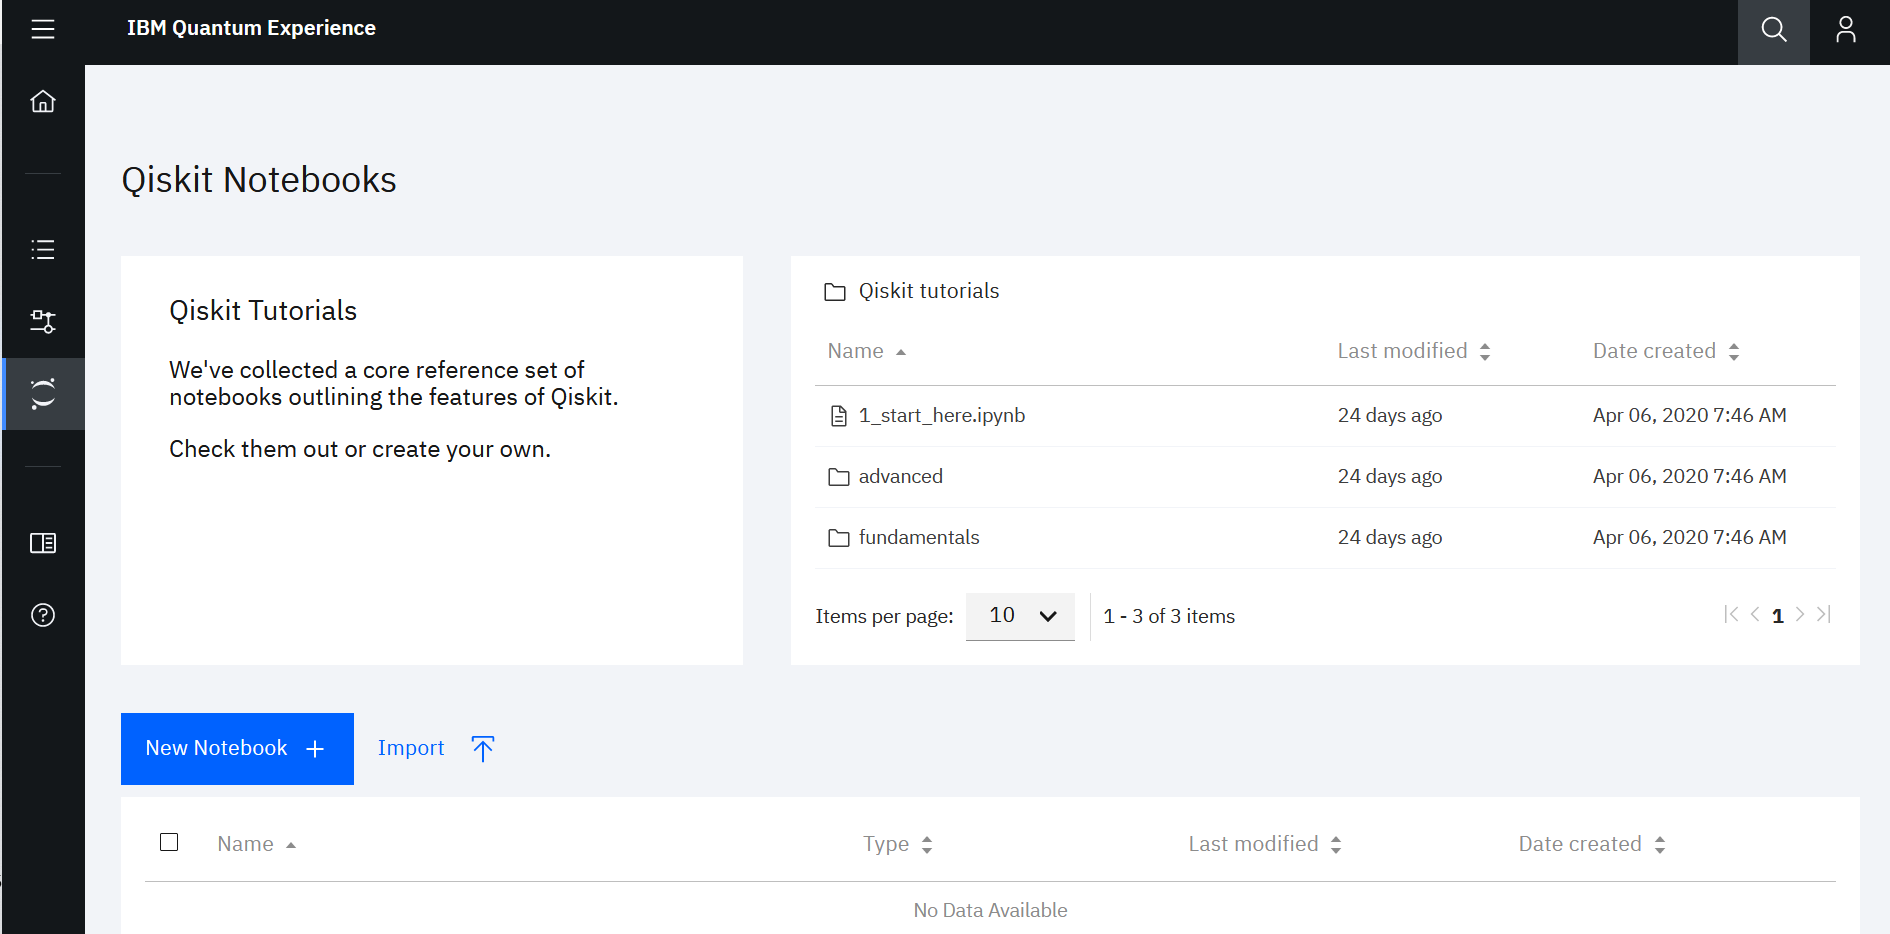 IBM Quantum Experience
Qiskit Notebooks
Qiskit Tutorials
We've collected a core reference set of
notebooks outlining the features of Qiskit.
Check them out or create your own.
Qiskit tutorials
Name Last modified Date created
1_start_here.ipynb 24 days ago Apr 06, 2020 7:46 AM
advanced 24 days ago Apr 06, 2020 7:46 AM
fundamentals 24 days ago Apr 06, 2020 7:46 AM
Items per page: 10 1 - 3 of 3 items 1
New Notebook + Import
Name Type Last modified Date created
No Data Available